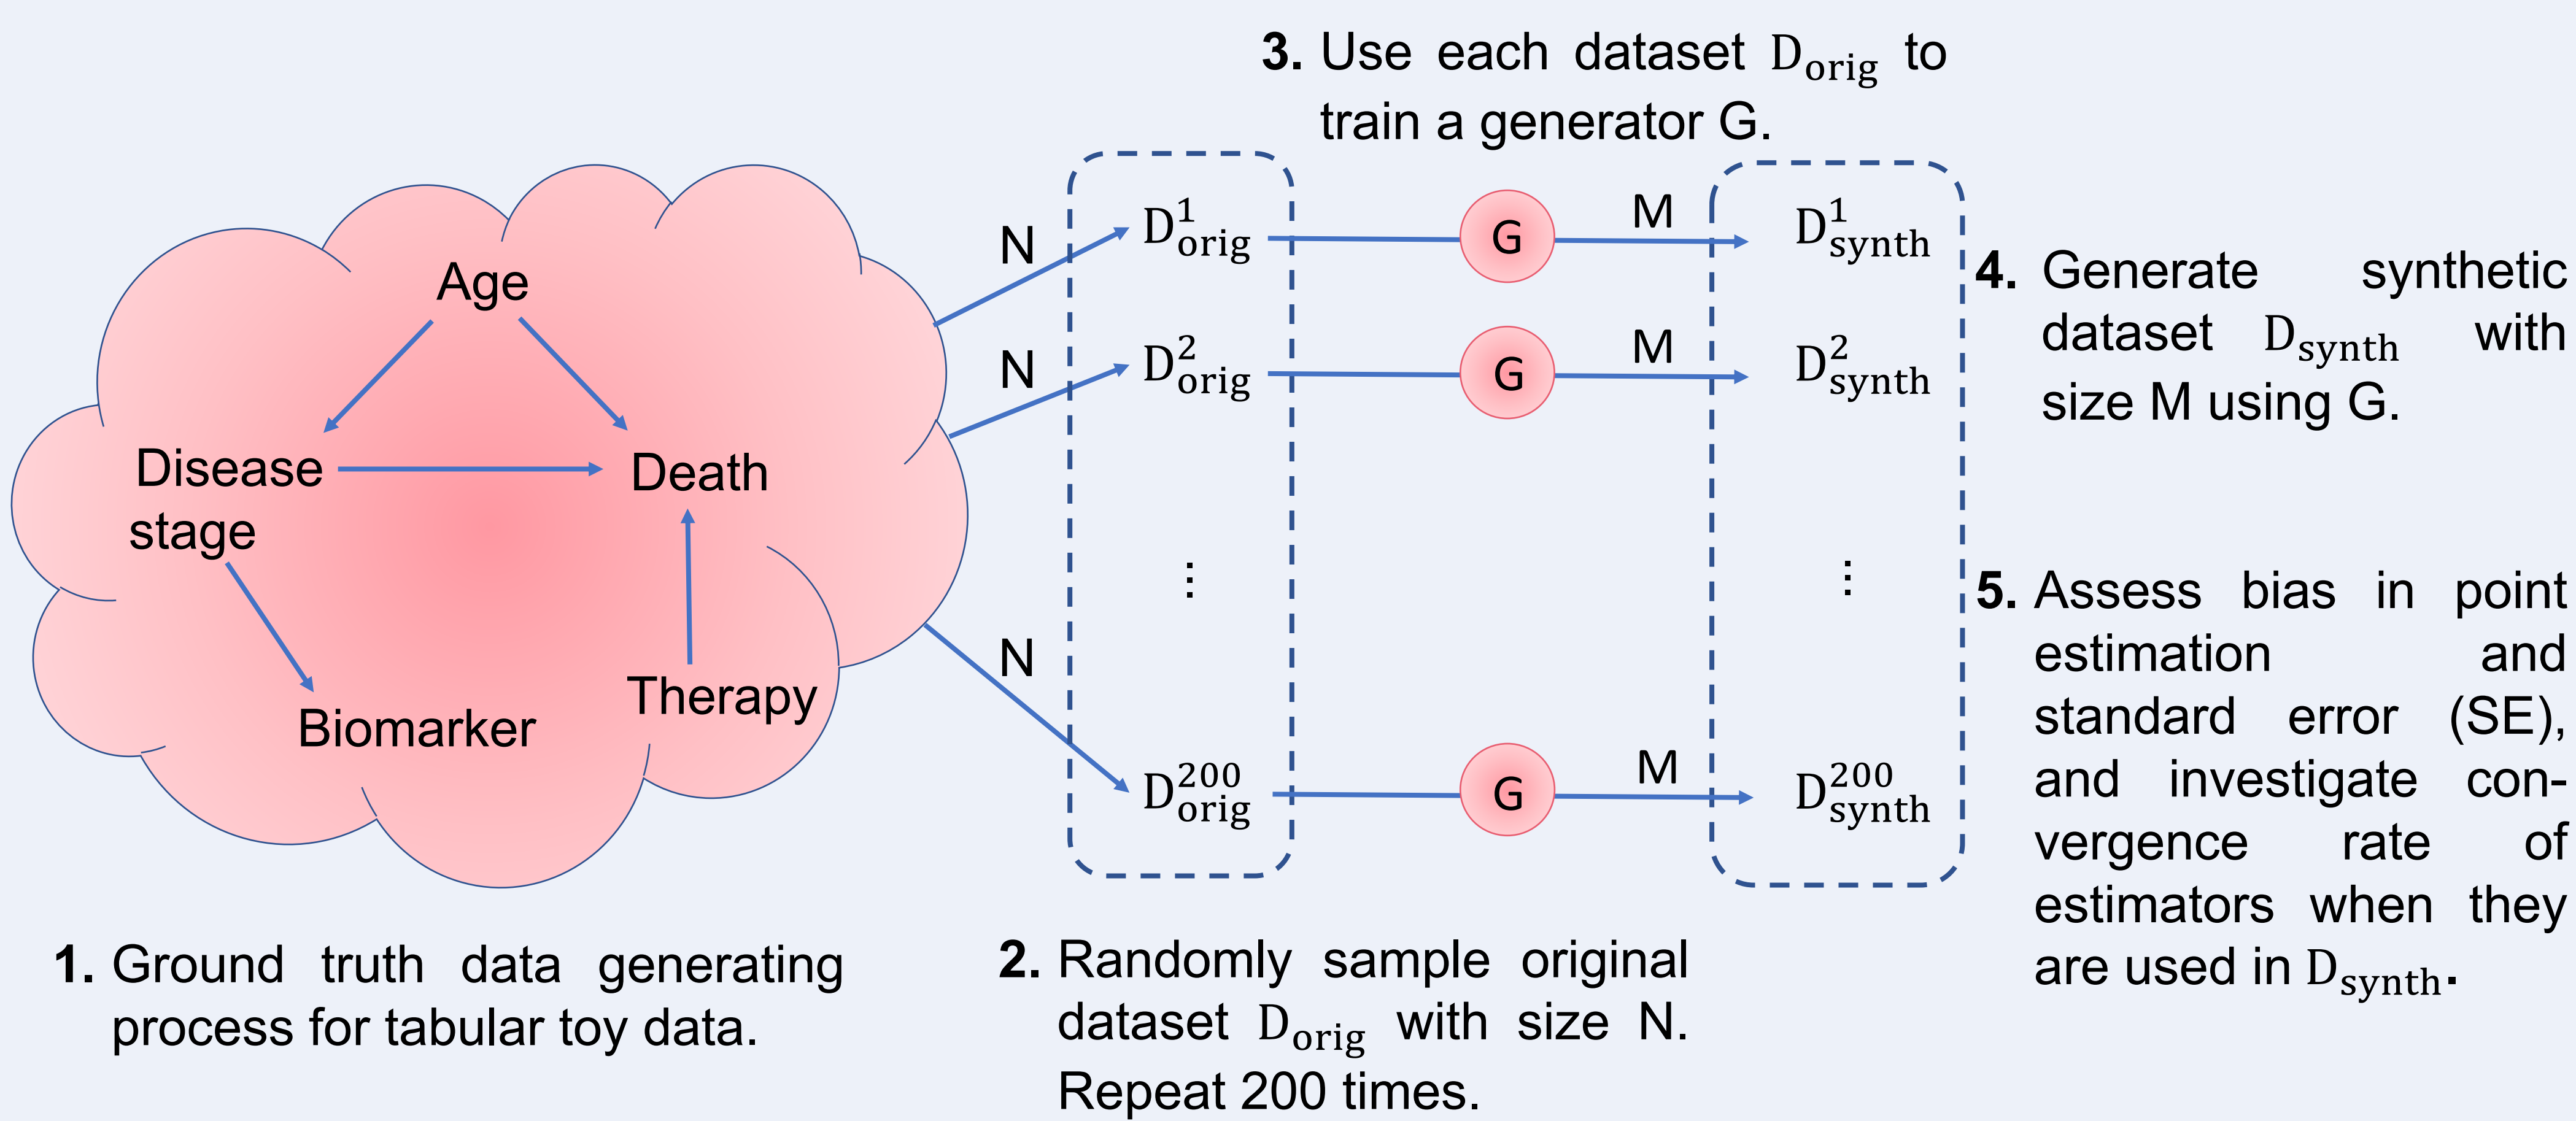 3. Use each dataset D_orig to
train a generator G.
Age
Disease
stage
Death
Biomarker
Therapy
N
N
N
D^1_orig
D^2_orig
⋮
D^200_orig
G
G
G
M
M
M
D^1_synth
D^2_synth
⋮
D^200_synth
4. Generate synthetic
dataset D_synth with
size M using G.
5. Assess bias in point
estimation and
standard error (SE),
and investigate con-
vergence rate of
estimators when they
are used in D_synth.
1. Ground truth data generating
process for tabular toy data.
2. Randomly sample original
dataset D_orig with size N.
Repeat 200 times.